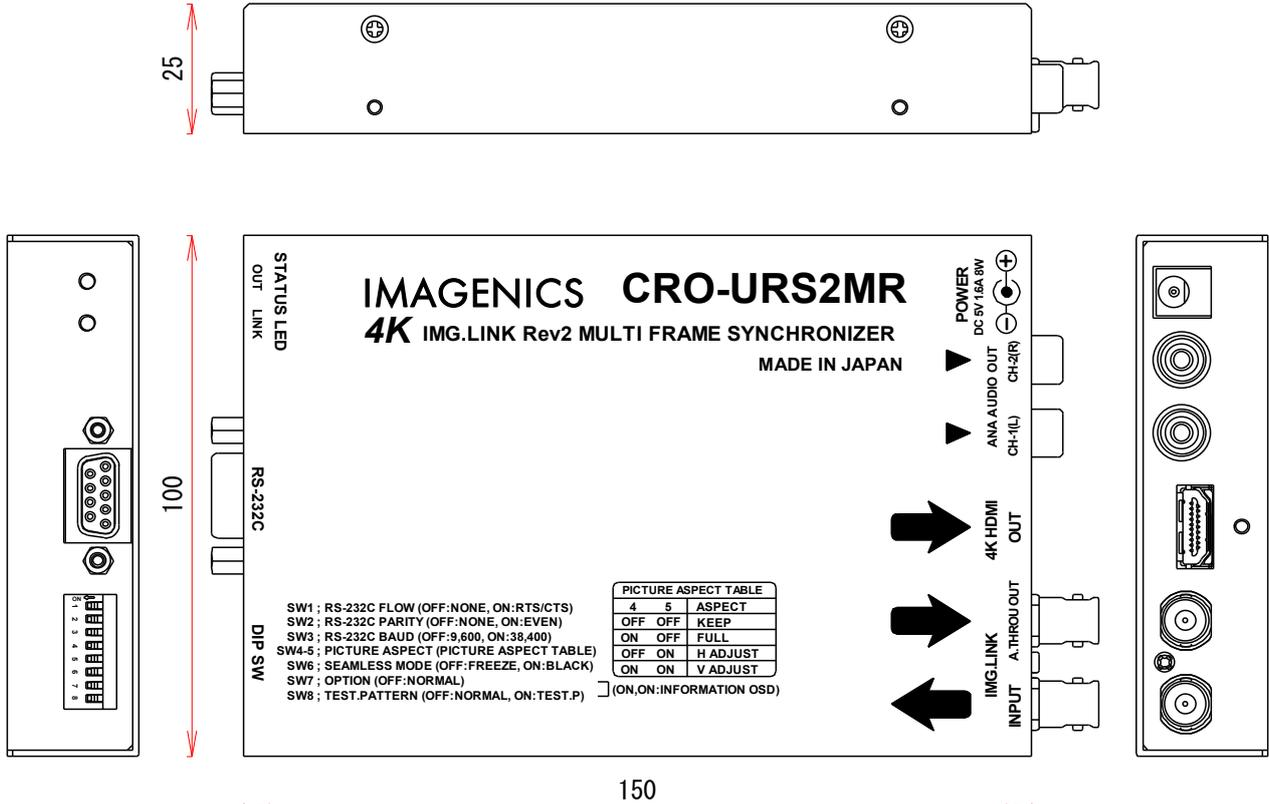 25
STATUS LED
OUT LINK
IMAGENICS CRO-URS2MR
4K IMG.LINK Rev2 MULTI FRAME SYNCHRONIZER
MADE IN JAPAN
POWER
DC 5V 1.6A 8W
ANA AUDIO OUT
CH-2(R)
CH-1(L)
100
RS-232C
4K HDMI
OUT
DIP SW
SW1 ; RS-232C FLOW (OFF:NONE, ON:RTS/CTS)
SW2 ; RS-232C PARITY (OFF:NONE, ON:EVEN)
SW3 ; RS-232C BAUD (OFF:9,600, ON:38,400)
SW4-5 ; PICTURE ASPECT (PICTURE ASPECT TABLE)
SW6 ; SEAMLESS MODE (OFF:FREEZE, ON:BLACK)
SW7 ; OPTION (OFF:NORMAL)
SW8 ; TEST.PATTERN (OFF:NORMAL, ON:TEST.P)
(ON,ON:INFORMATION OSD)
PICTURE ASPECT TABLE
4 5 ASPECT
OFF OFF KEEP
ON OFF FULL
OFF ON H ADJUST
ON ON V ADJUST
IMG.LINK
A.THROU OUT
INPUT
ON
1
2
3
4
5
6
7
8
150